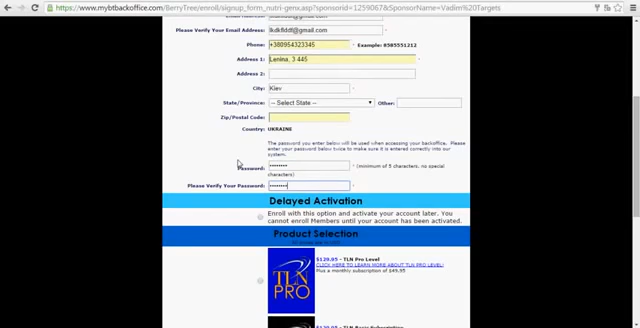 https://www.mybtbackoffice.com/BerryTree/enroll/signup_form_nutri-genx.asp?sponsorid=1259067&SponsorName=Vadim%20Targets
Please Verify Your Email Address: lkdkflddf@gmail.com
Phone: +380954323345 * Example: 8585551212
Address 1: Lenina, 3 445 *
Address 2:
City: Kiev *
State/Province: -- Select State -- * Other:
Zip/Postal Code: *
Country: UKRAINE
The password you enter below will be used when accessing your backoffice. Please
enter your password below twice to make sure it is entered correctly into our
system.
Password: •••••••• * (minimum of 5 characters, no special
characters)
Please Verify Your Password: •••••••• *
Delayed Activation
Enroll with this option and activate your account later. You
cannot enroll Members until your account has been activated.
Product Selection
$129.95 - TLN Pro Level
CLICK HERE TO LEARN MORE ABOUT TLN PRO LEVEL!
Plus a monthly subscription of $49.95
TLN
PRO